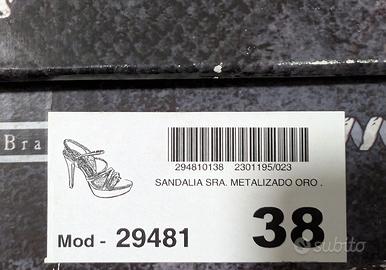 Bra
294810138 2301195/023
SANDALIA SRA. METALIZADO ORO .
Mod - 29481
38
subito